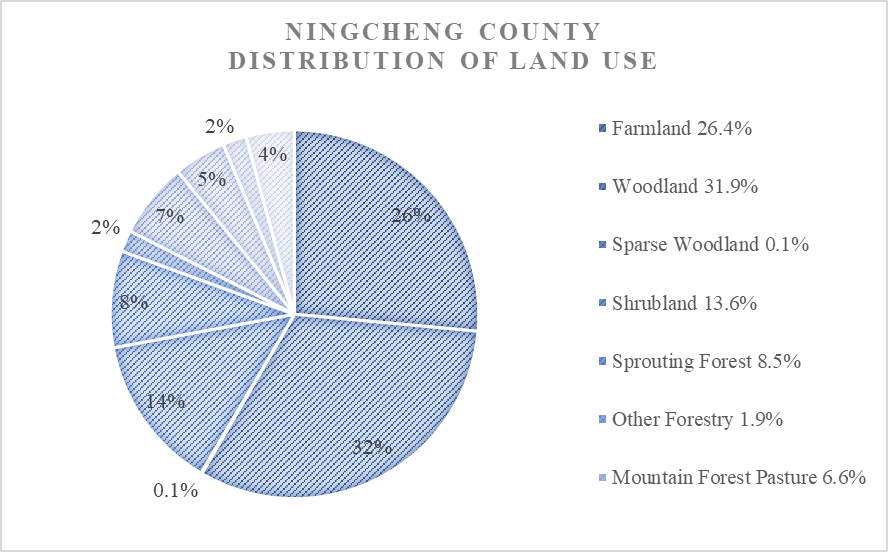 NINGCHENG COUNTY
DISTRIBUTION OF LAND USE
2%
4%
5%
7%
2%
8%
14%
0.1%
32%
26%
Farmland 26.4%
Woodland 31.9%
Sparse Woodland 0.1%
Shrubland 13.6%
Sprouting Forest 8.5%
Other Forestry 1.9%
Mountain Forest Pasture 6.6%